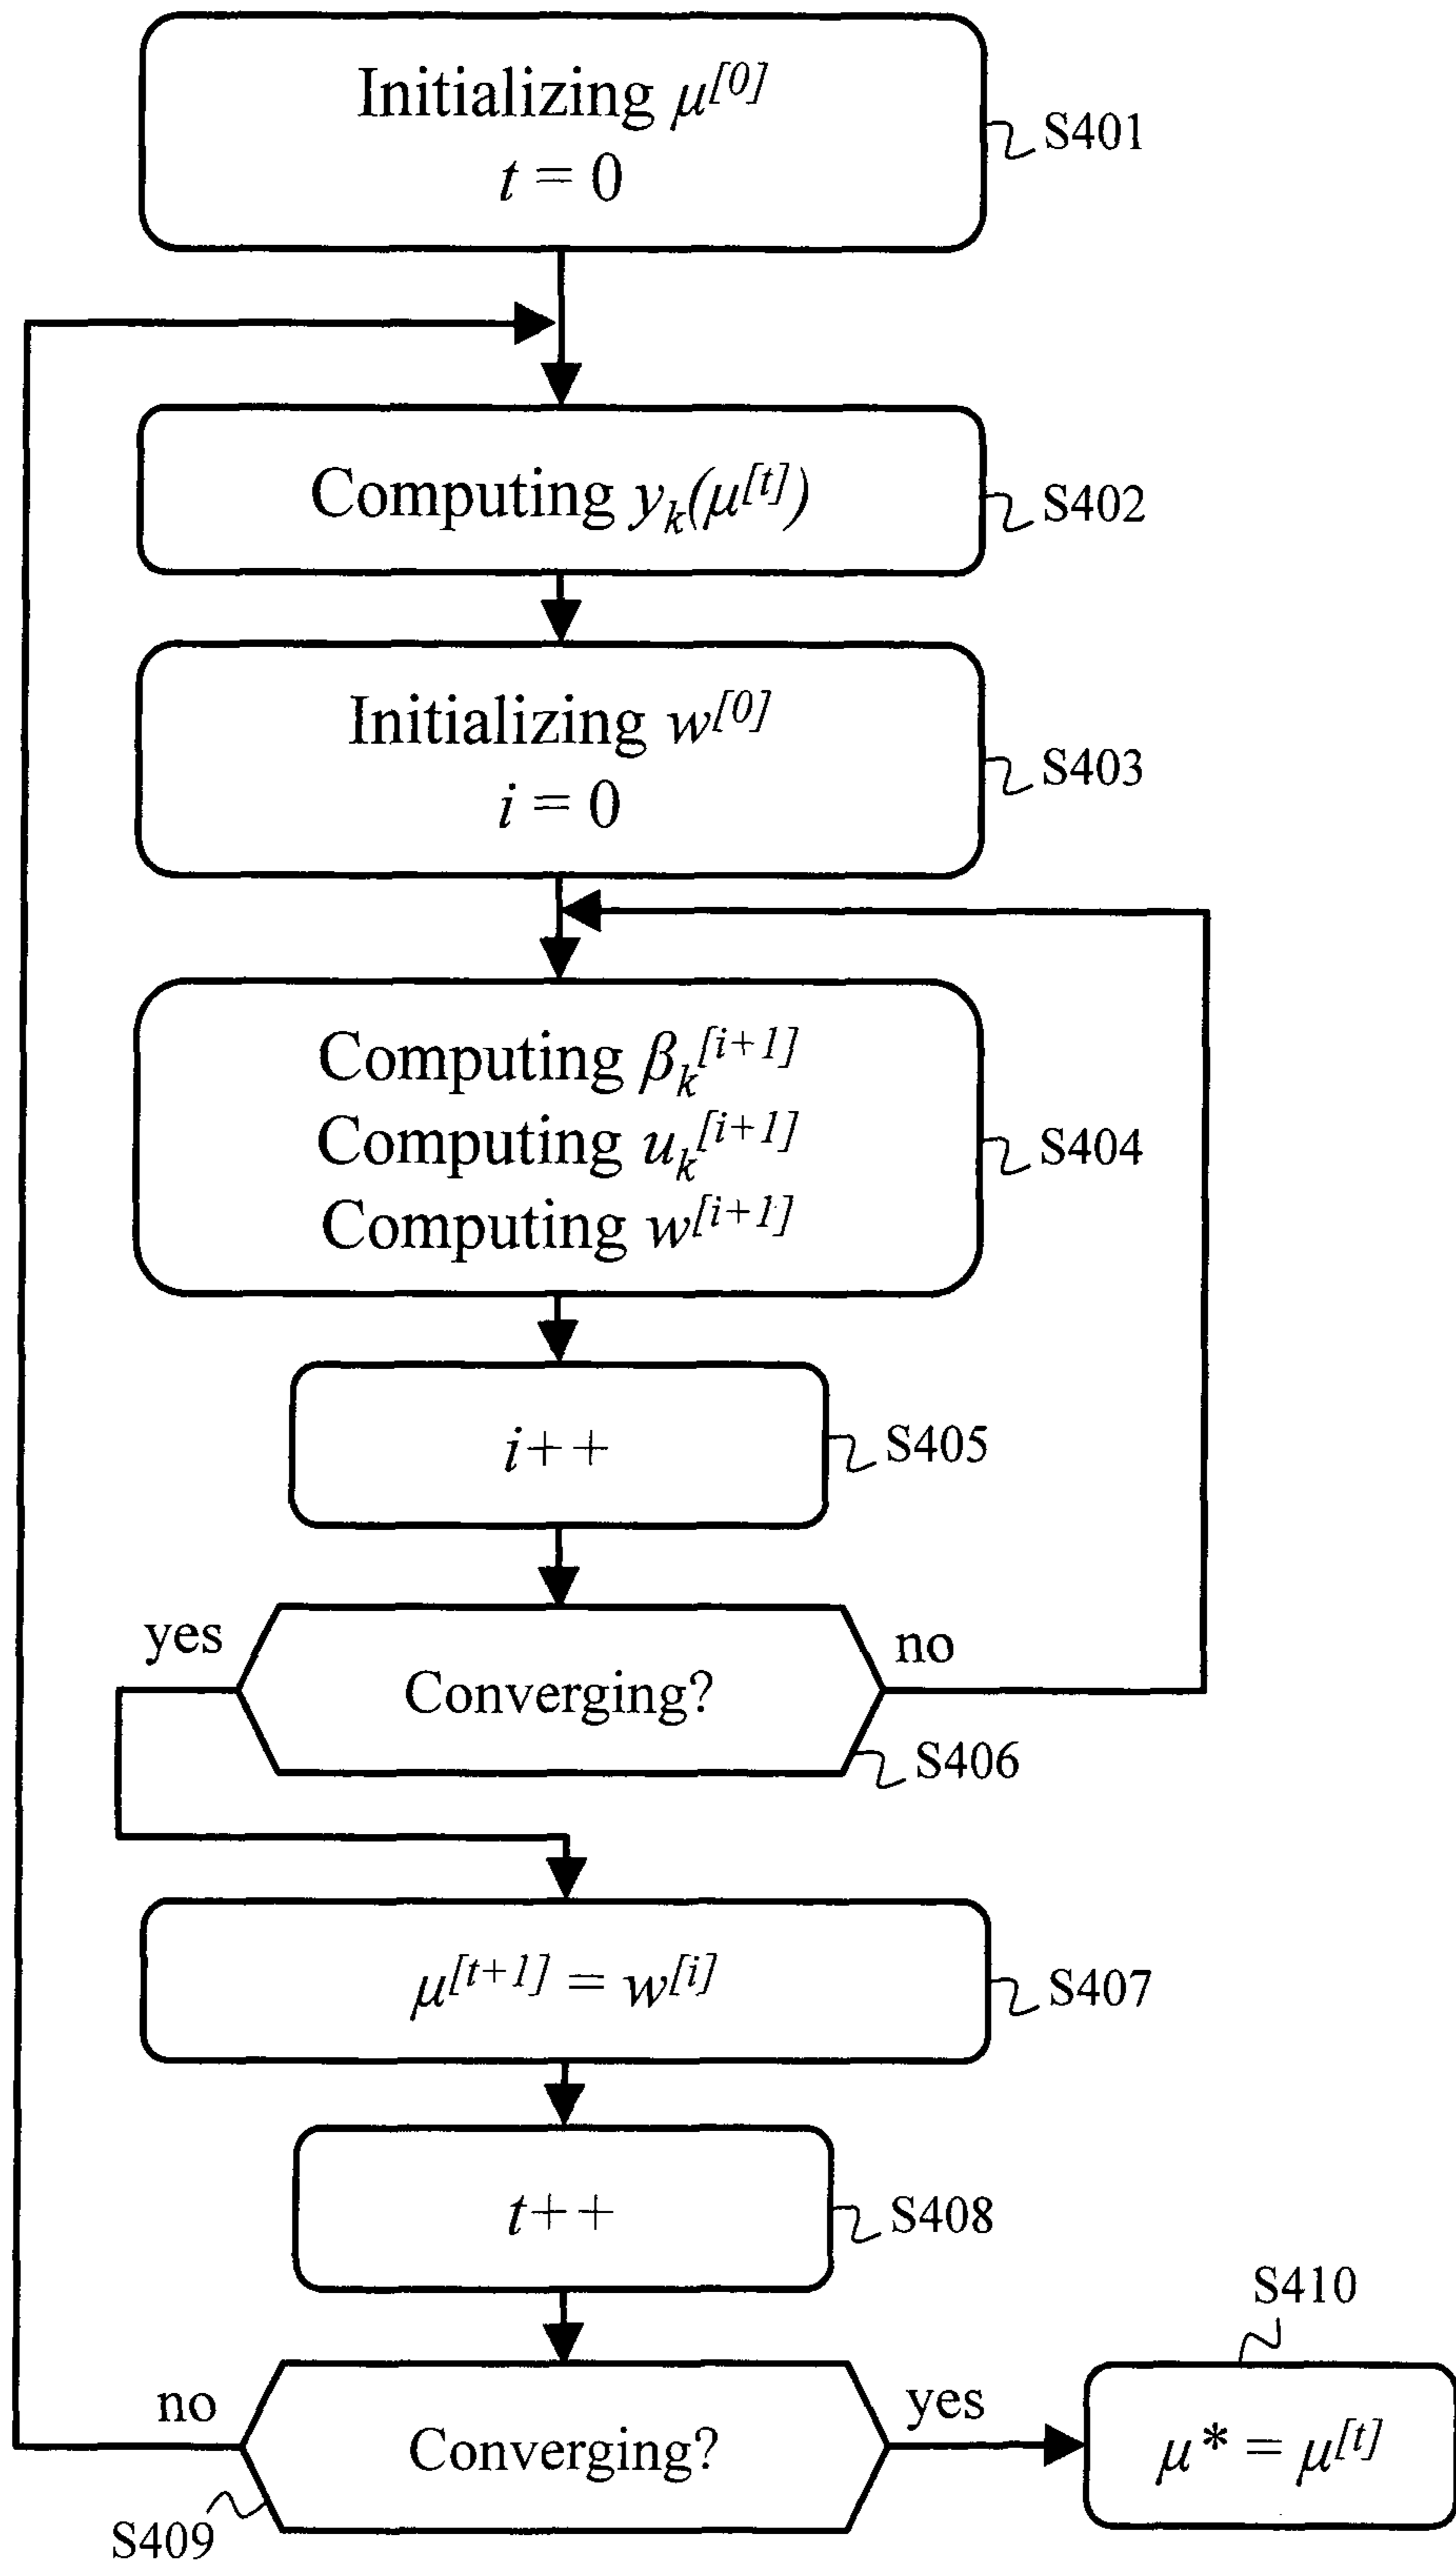 Initializing μ^[0]
t = 0
S401
Computing y_k(μ^[t])
S402
Initializing w^[0]
i = 0
S403
Computing β_k^[i+1]
Computing u_k^[i+1]
Computing w^[i+1]
S404
i++
S405
yes
no
Converging?
S406
μ^[t+1] = w^[i]
S407
t++
S408
S410
no
yes
Converging?
μ* = μ^[t]
S409